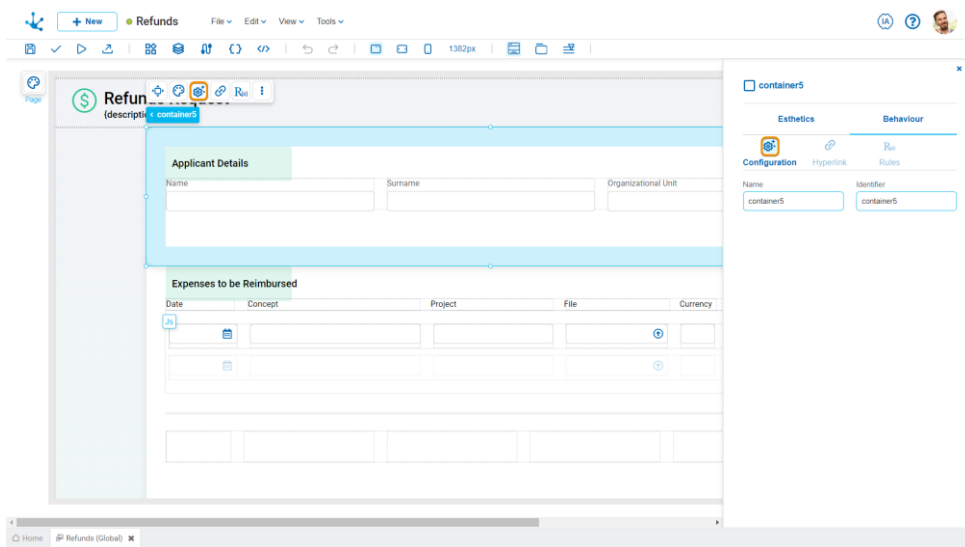 + New
Refunds
File
Edit
View
Tools
IA
?
1382px
Page
$
Refun
Request
{descripti
< container5
container5
Esthetics
Behaviour
Configuration
Hyperlink
Rules
Name
Identifier
container5
container5
Applicant Details
Name
Surname
Organizational Unit
Expenses to be Reimbursed
Date
Concept
Project
File
Currency
Js
Home
Refunds (Global)